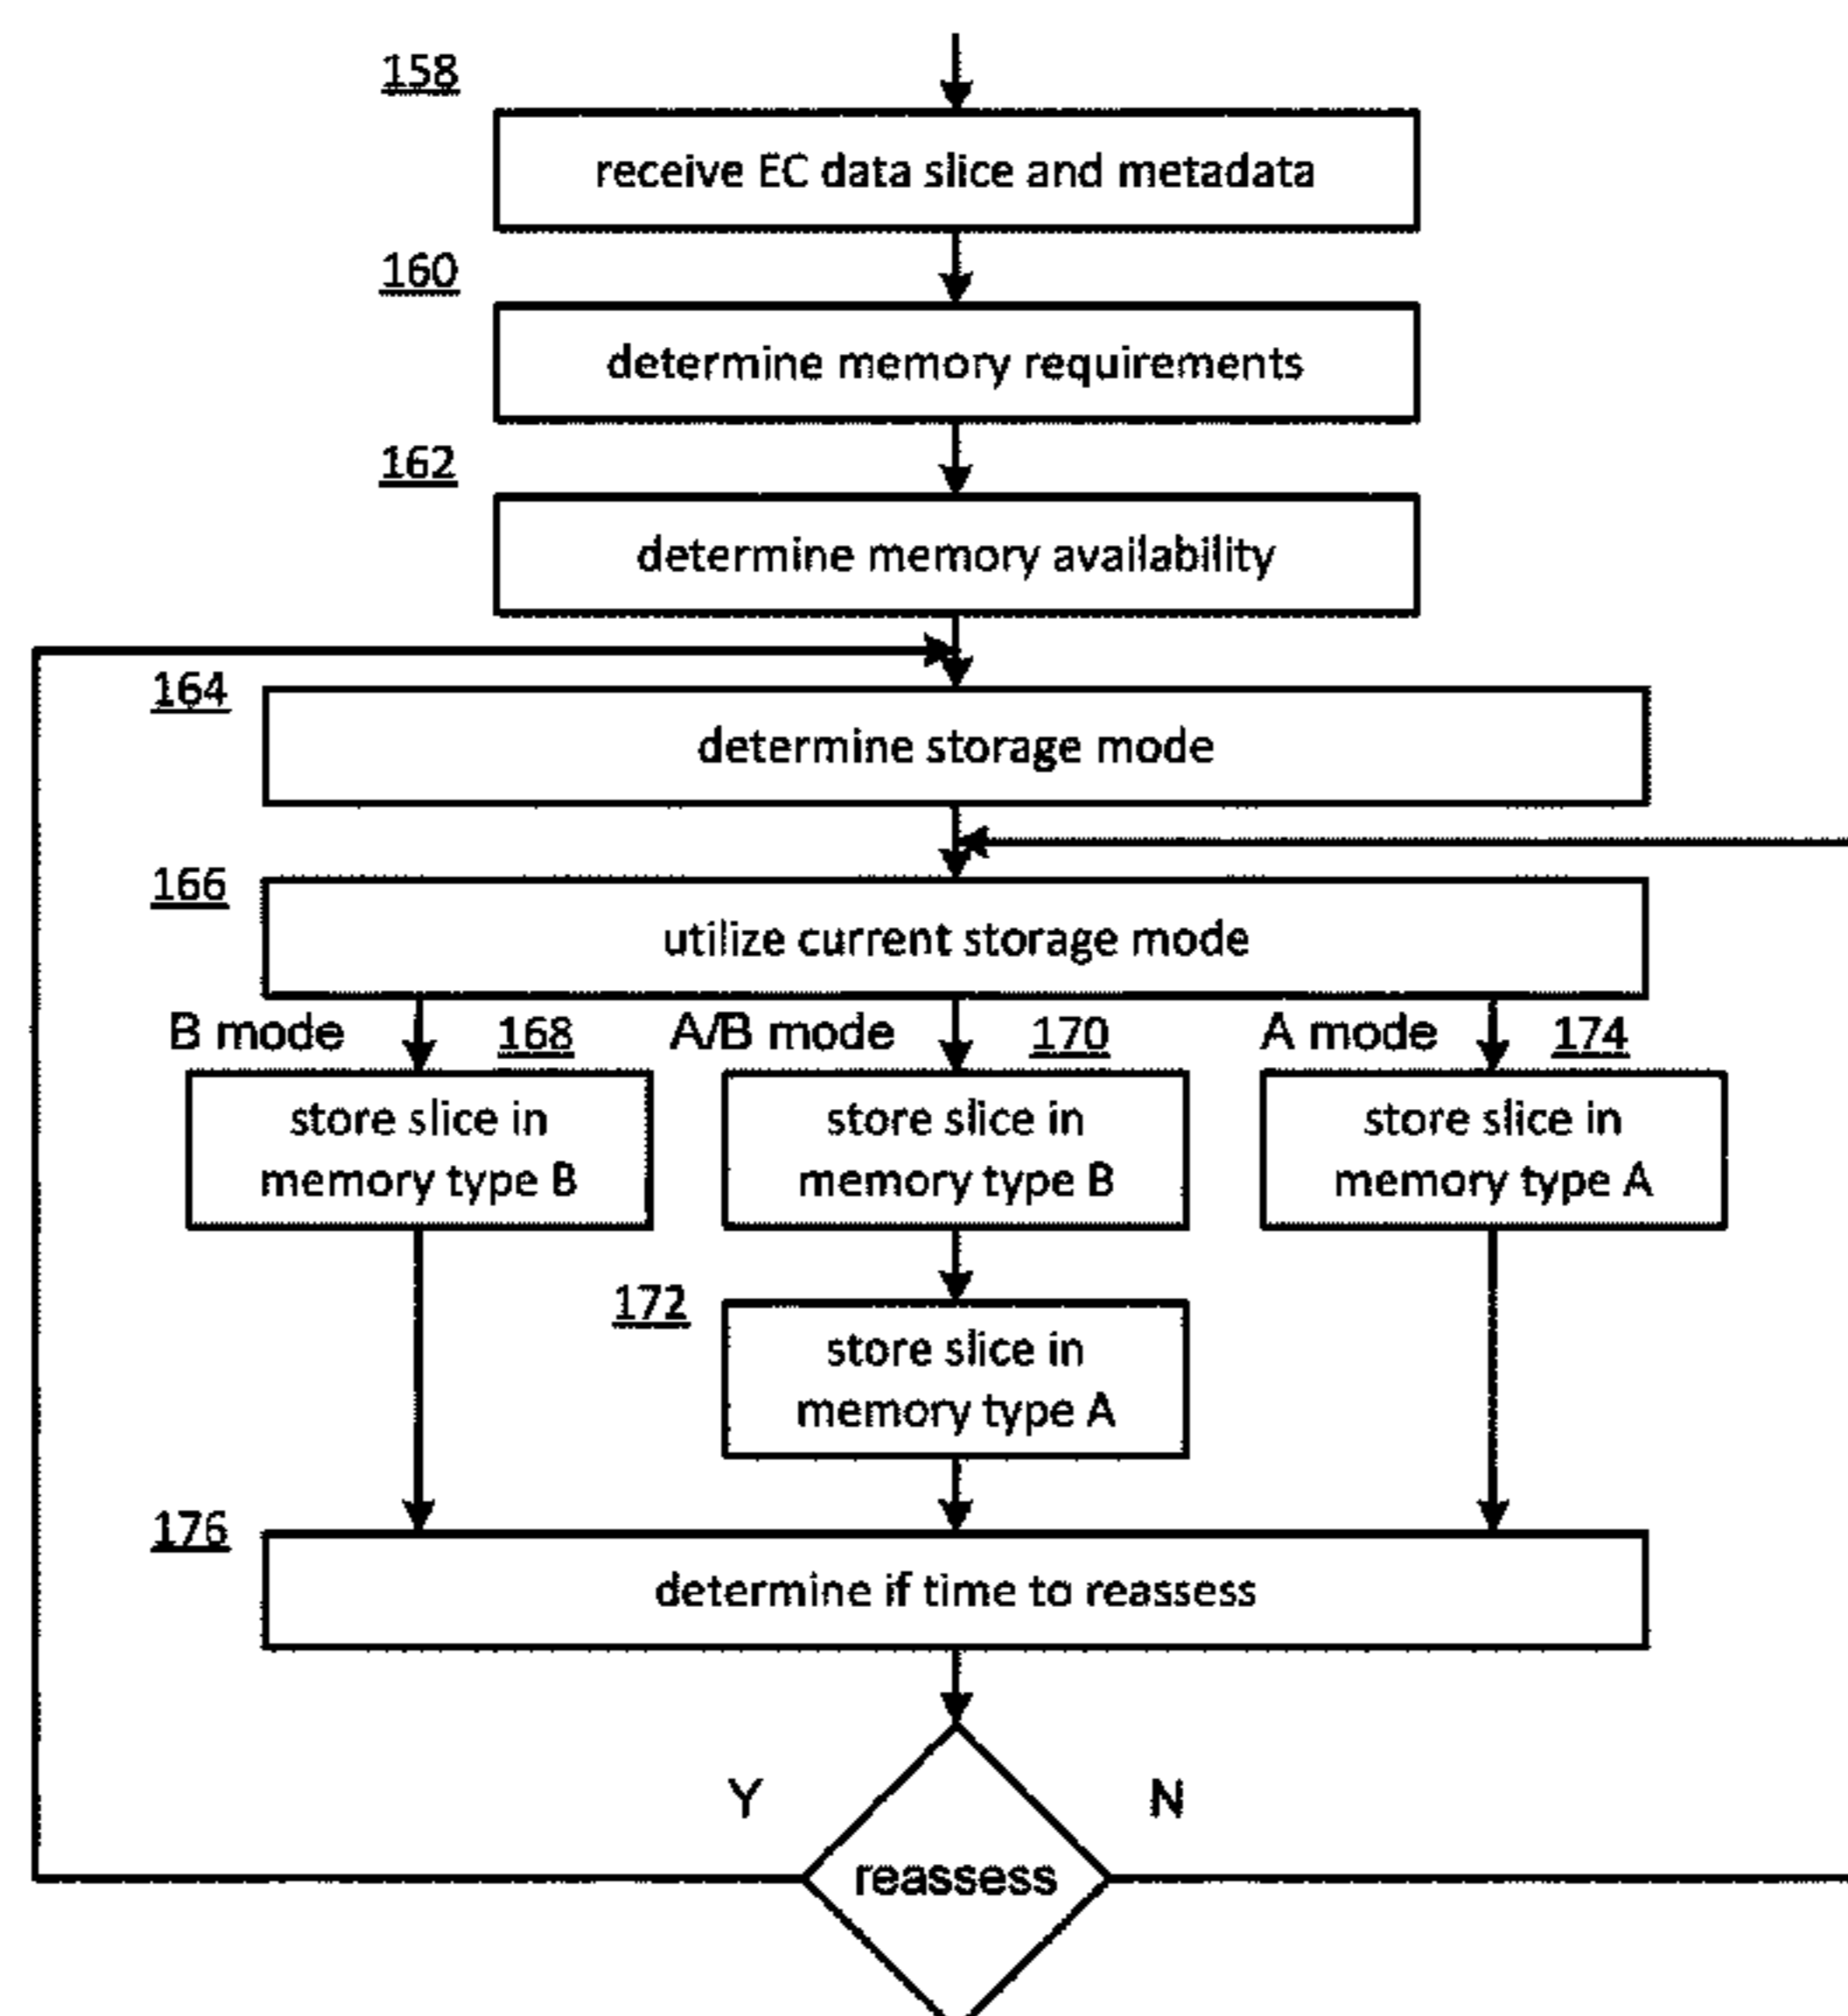 158
receive EC data slice and metadata
160
determine memory requirements
162
determine memory availability
164
determine storage mode
166
utilize current storage mode
B mode
168
A/B mode
170
A mode
174
store slice in
memory type B
store slice in
memory type B
store slice in
memory type A
172
store slice in
memory type A
176
determine if time to reassess
Y
N
reassess